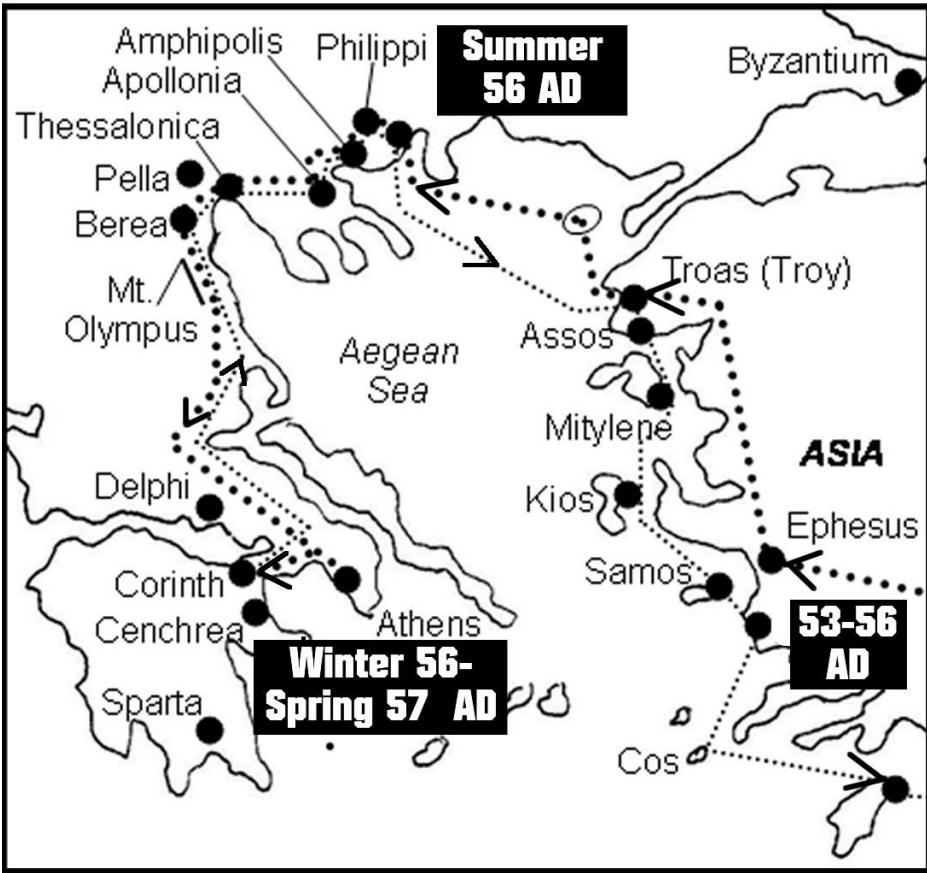 Amphipolis
Philippi
Summer
56 AD
Byzantium
Apollonia
Thessalonica
Pella
Berea
Mt.
Olympus
Troas (Troy)
Assos
Aegean
Sea
Mitylene
ASIA
Delphi
Kios
Ephesus
Corinth
Samos
Cenchrea
Athens
53-56
AD
Winter 56-
Spring 57 AD
Sparta
Cos